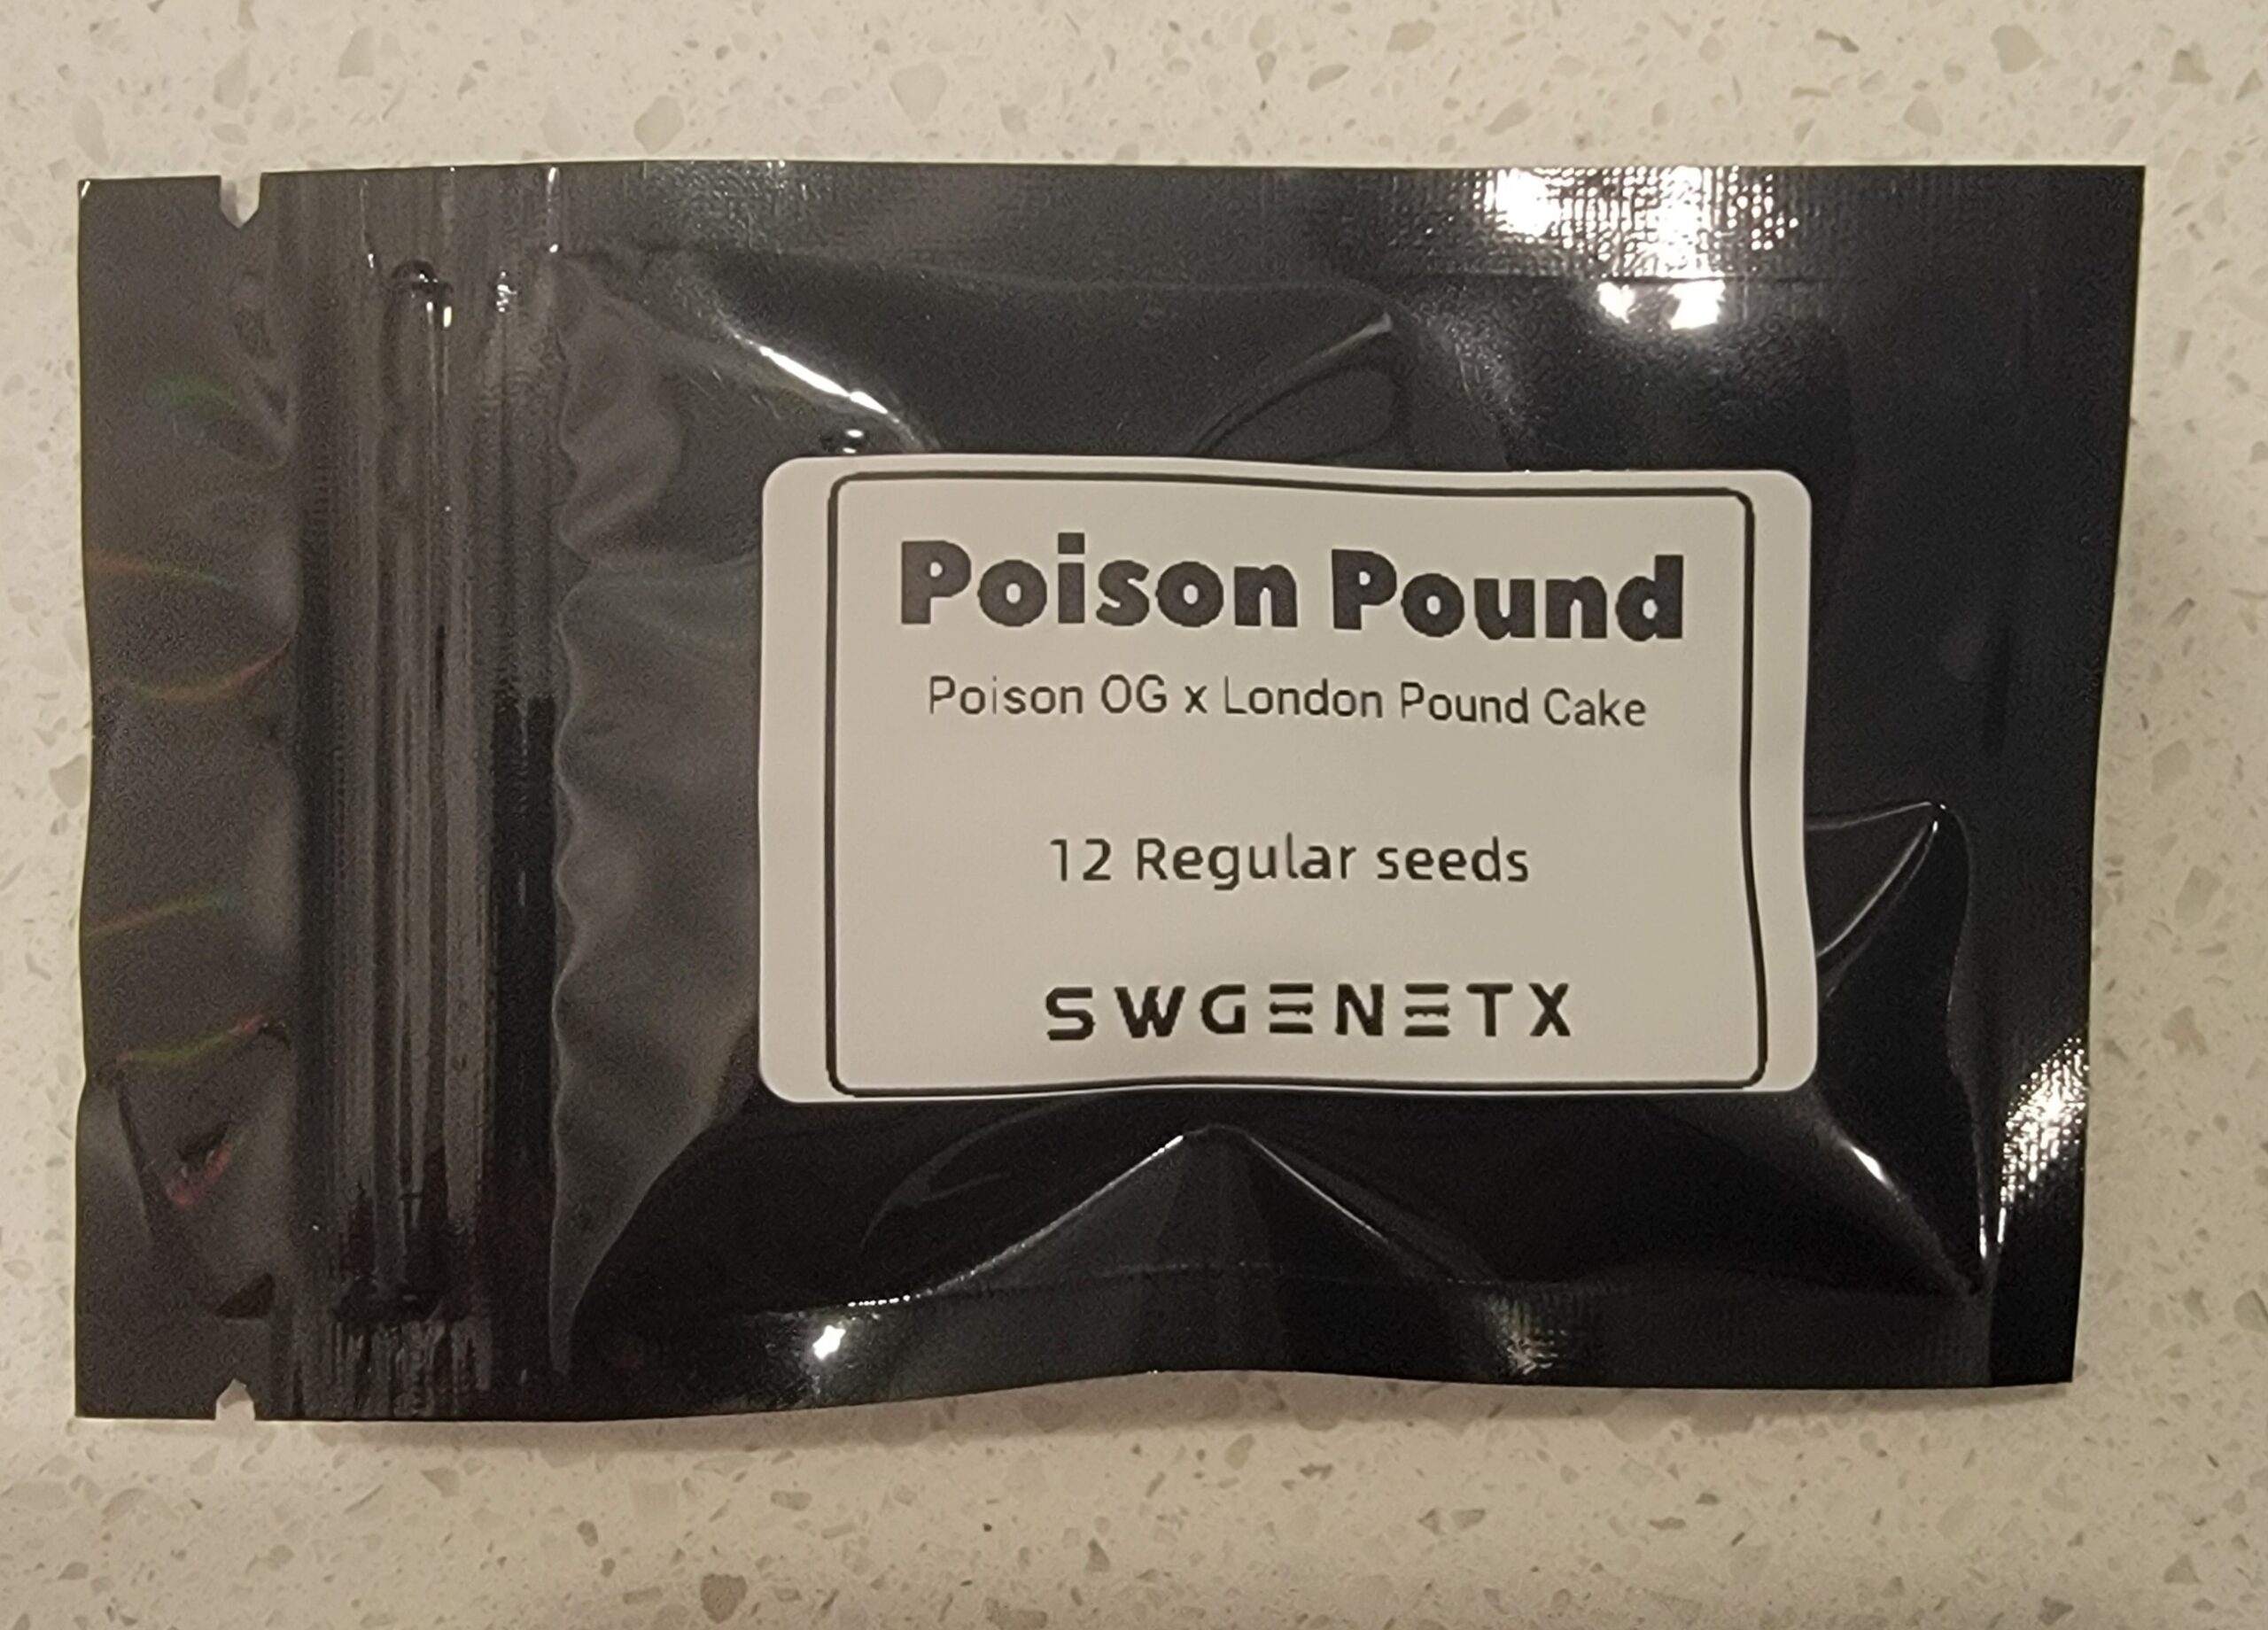 Poison Pound
Poison OG x London Pound Cake
12 Regular seeds
SWGENETX